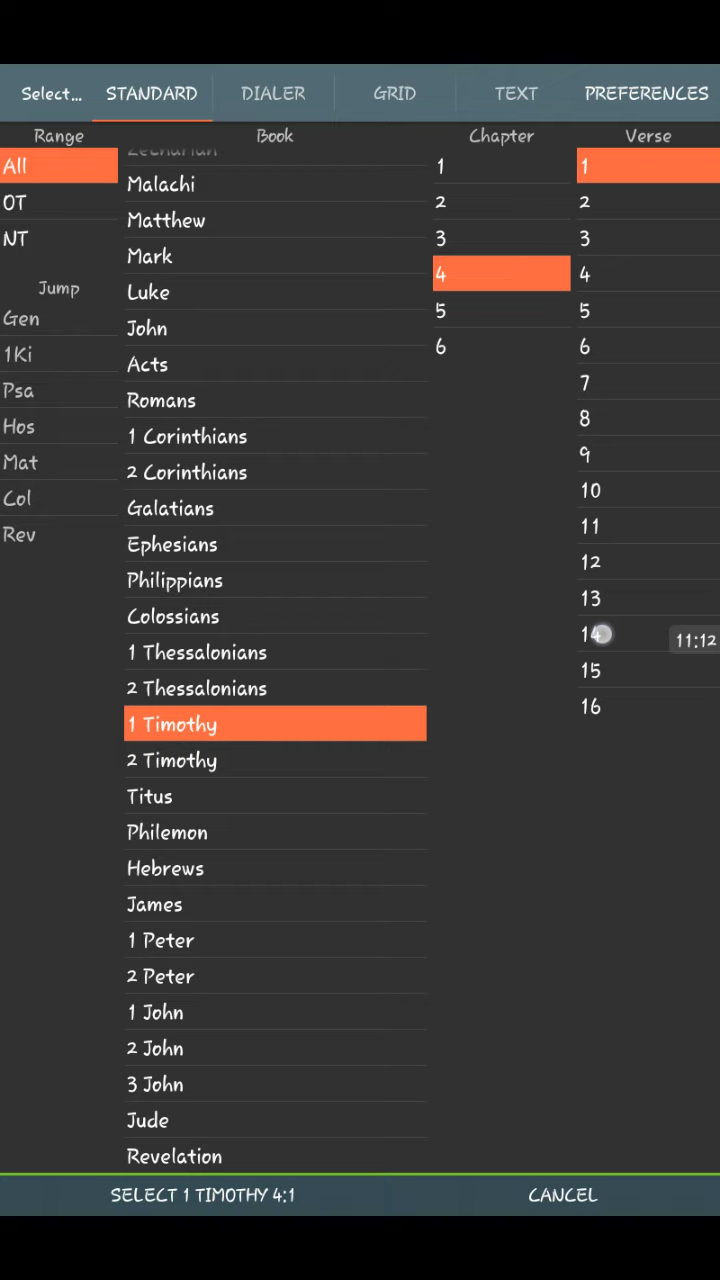 Select... STANDARD DIALER GRID TEXT PREFERENCES
Range Book Chapter Verse
All
OT
NT
Jump
Gen
1Ki
Psa
Hos
Mat
Col
Rev
Zechariah
Malachi
Matthew
Mark
Luke
John
Acts
Romans
1 Corinthians
2 Corinthians
Galatians
Ephesians
Philippians
Colossians
1 Thessalonians
2 Thessalonians
1 Timothy
2 Timothy
Titus
Philemon
Hebrews
James
1 Peter
2 Peter
1 John
2 John
3 John
Jude
Revelation
1
2
3
4
5
6
1
2
3
4
5
6
7
8
9
10
11
12
13
14
15
16
11:12
SELECT 1 TIMOTHY 4:1 CANCEL